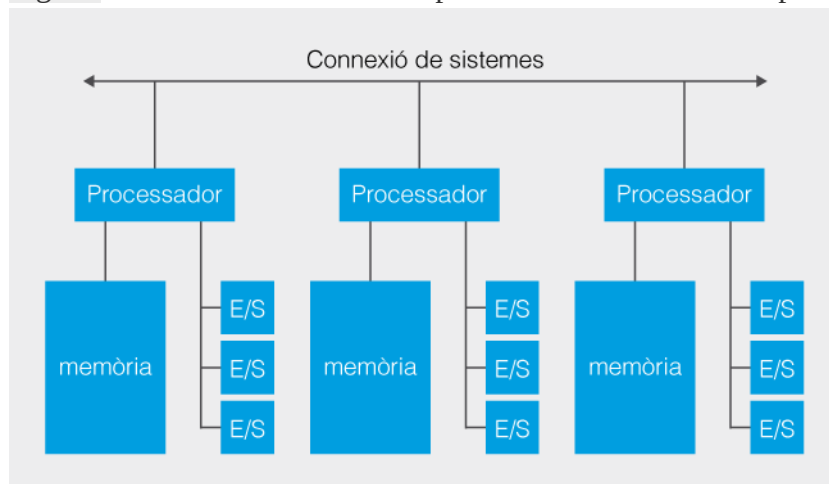 Connexió de sistemes
Processador Processador Processador
memòria E/S memòria E/S memòria E/S
E/S E/S E/S
E/S E/S E/S